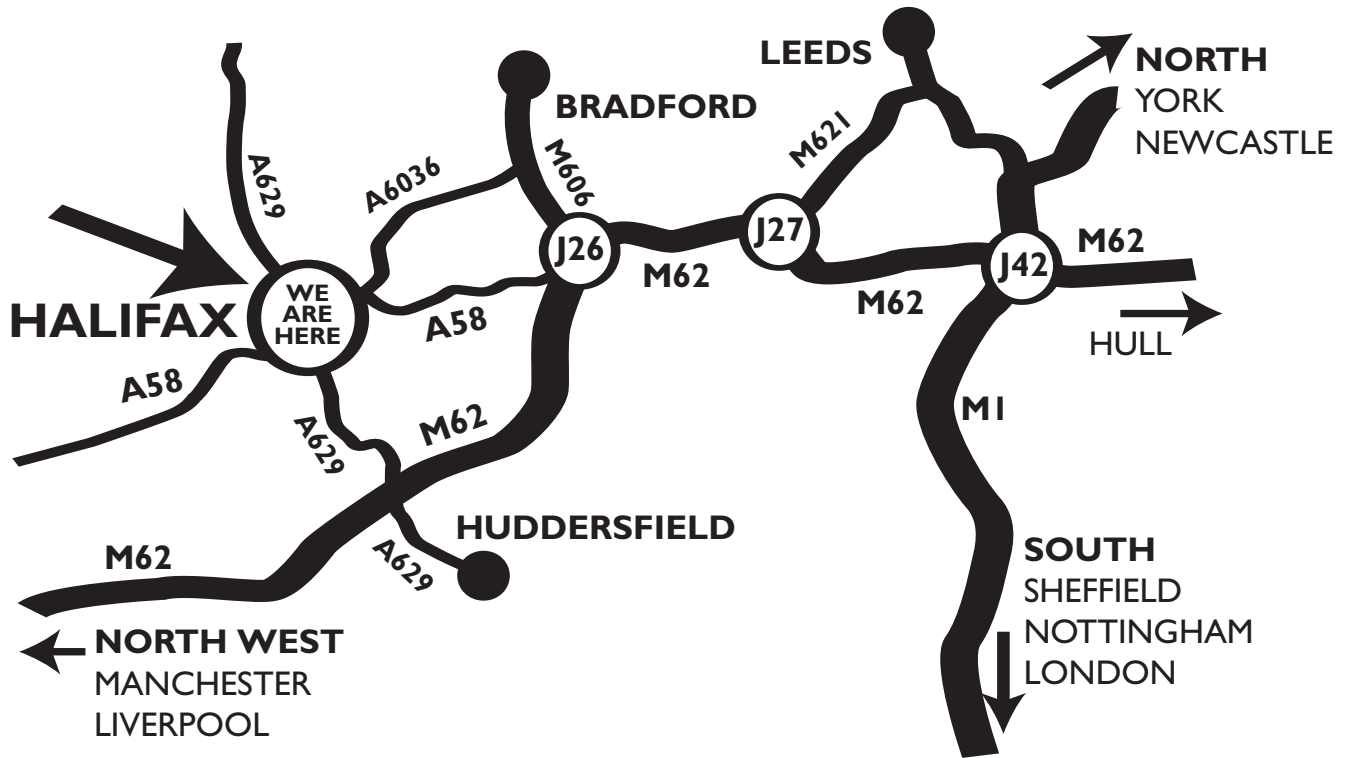 LEEDS
NORTH
YORK
NEWCASTLE
BRADFORD
M621
M606
A6036
A629
J26
J27
J42
M62
M62
M62
HULL
WE
ARE
HERE
HALIFAX
A58
A58
A629
M62
M1
HUDDERSFIELD
A629
M62
NORTH WEST
MANCHESTER
LIVERPOOL
SOUTH
SHEFFIELD
NOTTINGHAM
LONDON